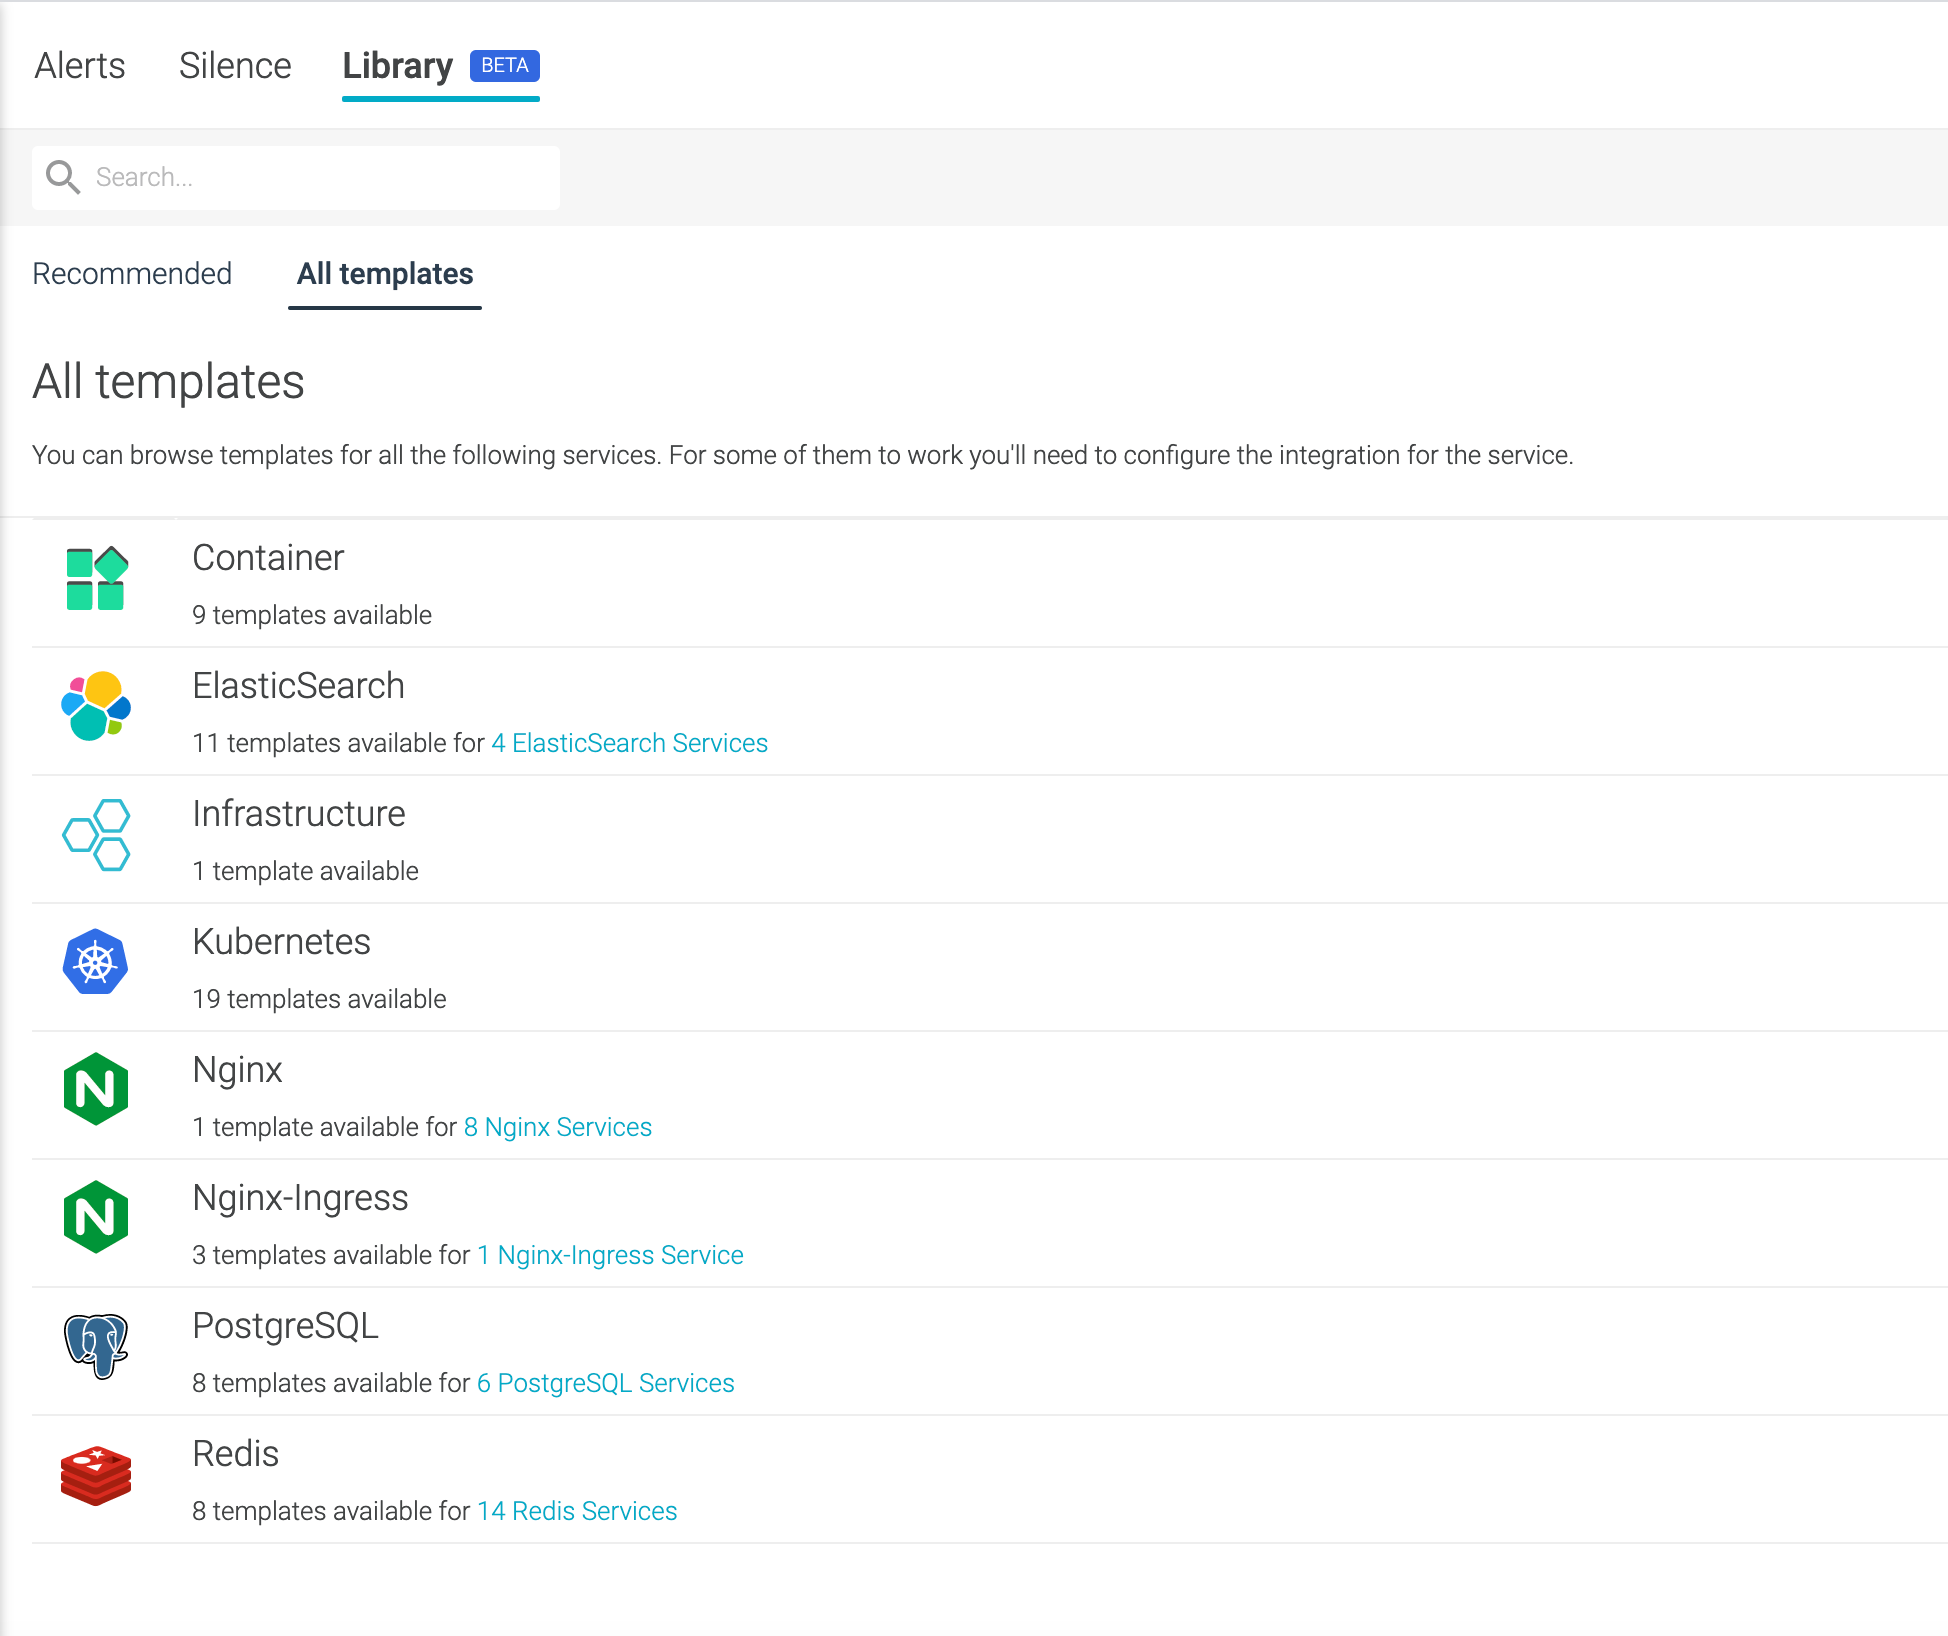 Alerts Silence Library BETA
Search...
Recommended All templates
All templates
You can browse templates for all the following services. For some of them to work you'll need to configure the integration for the service.
Container
9 templates available
ElasticSearch
11 templates available for 4 ElasticSearch Services
Infrastructure
1 template available
Kubernetes
19 templates available
Nginx
1 template available for 8 Nginx Services
Nginx-Ingress
3 templates available for 1 Nginx-Ingress Service
PostgreSQL
8 templates available for 6 PostgreSQL Services
Redis
8 templates available for 14 Redis Services